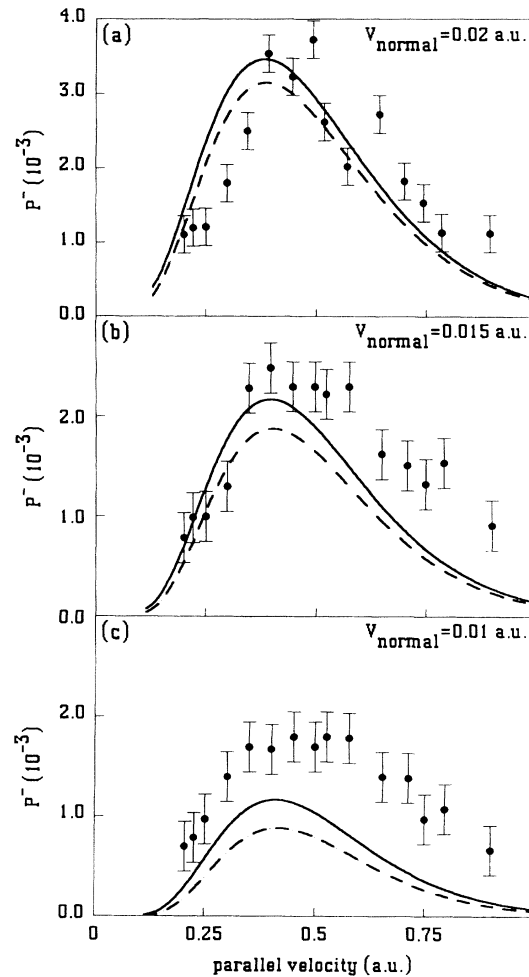 4.0
(a)
V_normal=0.02 a.u.
3.0
2.0
1.0
0.0
P⁻ (10⁻³)
(b)
V_normal=0.015 a.u.
2.0
1.0
0.0
P⁻ (10⁻³)
(c)
V_normal=0.01 a.u.
2.0
1.0
0.0
P⁻ (10⁻³)
0
0.25
0.5
0.75
parallel velocity (a.u.)